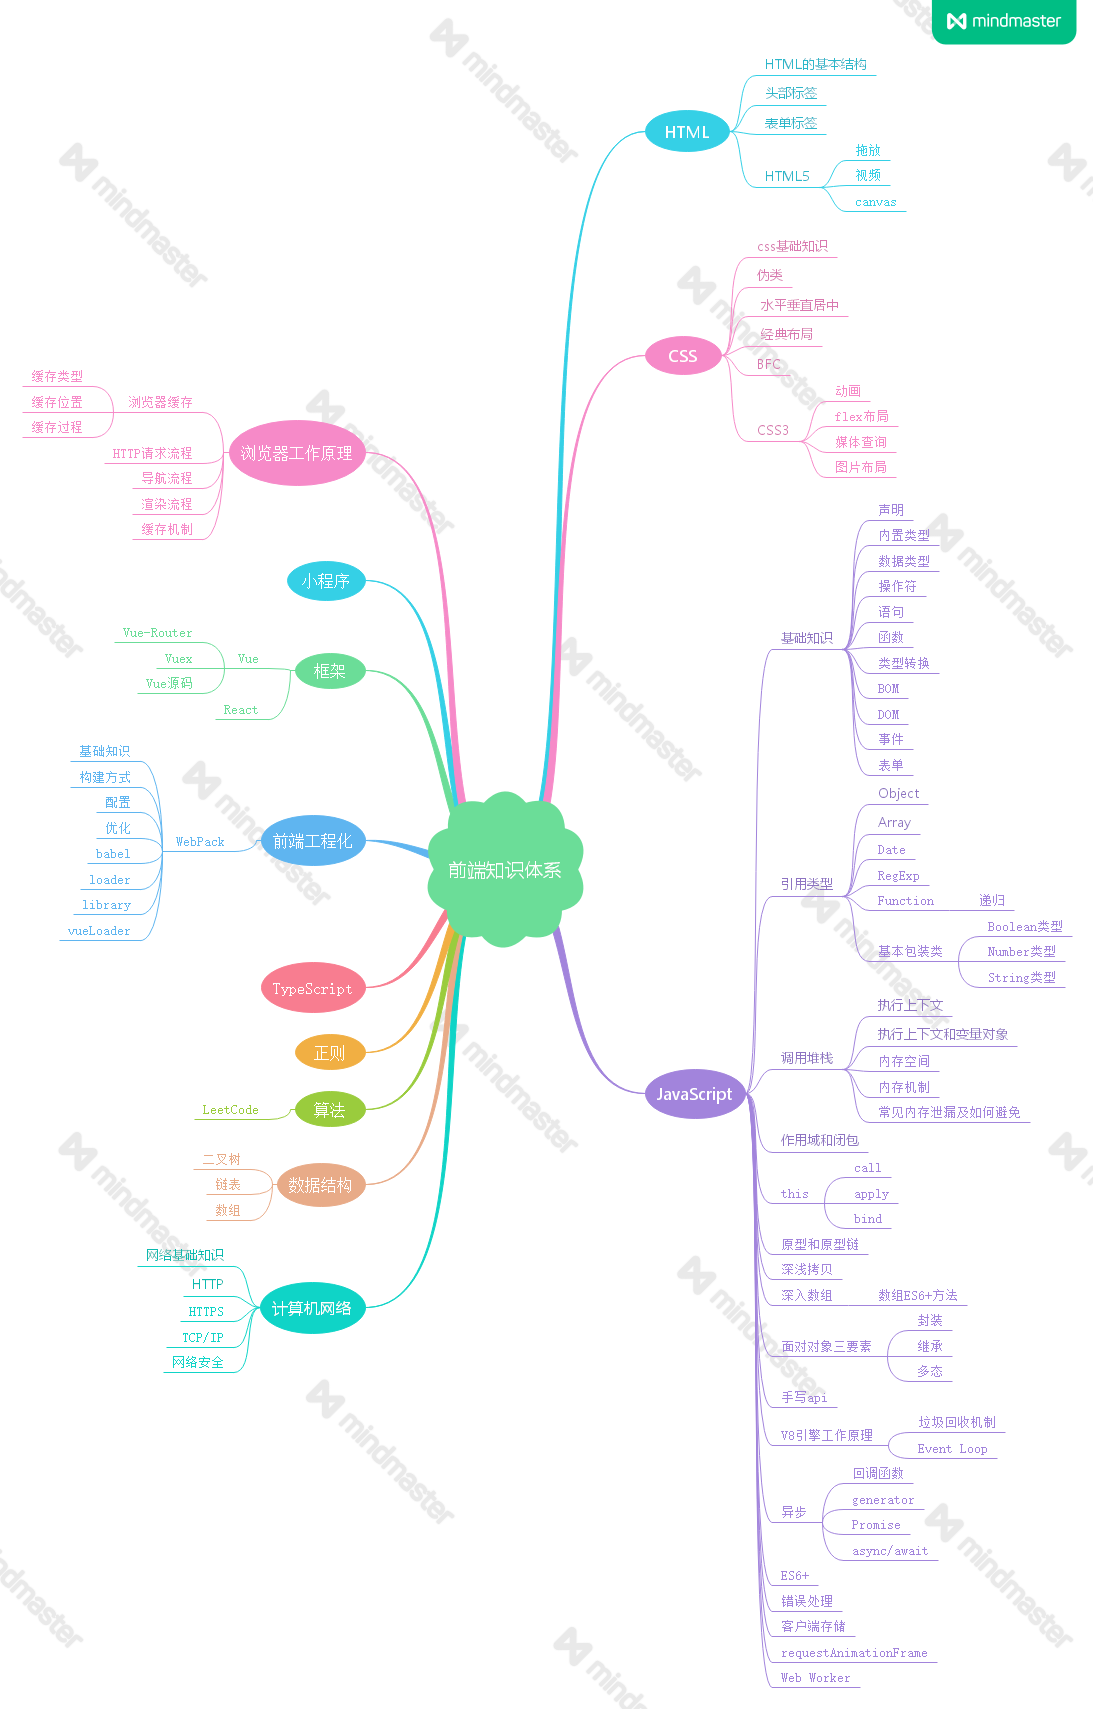 mindmaster
前端知识体系
HTML
HTML的基本结构
头部标签
表单标签
HTML5
拖放
视频
canvas
CSS
css基础知识
伪类
水平垂直居中
经典布局
BFC
CSS3
动画
flex布局
媒体查询
图片布局
JavaScript
基础知识
声明
内置类型
数据类型
操作符
语句
函数
类型转换
BOM
DOM
事件
表单
引用类型
Object
Array
Date
RegExp
Function
递归
基本包装类
Boolean类型
Number类型
String类型
调用堆栈
执行上下文
执行上下文和变量对象
内存空间
内存机制
常见内存泄漏及如何避免
作用域和闭包
this
call
apply
bind
原型和原型链
深浅拷贝
深入数组
数组ES6+方法
面对对象三要素
封装
继承
多态
手写api
V8引擎工作原理
垃圾回收机制
Event Loop
异步
回调函数
generator
Promise
async/await
ES6+
错误处理
客户端存储
requestAnimationFrame
Web Worker
浏览器工作原理
浏览器缓存
缓存类型
缓存位置
缓存过程
HTTP请求流程
导航流程
渲染流程
缓存机制
小程序
框架
Vue
Vue-Router
Vuex
Vue源码
React
前端工程化
WebPack
基础知识
构建方式
配置
优化
babel
loader
library
vueLoader
TypeScript
正则
算法
LeetCode
数据结构
二叉树
链表
数组
计算机网络
网络基础知识
HTTP
HTTPS
TCP/IP
网络安全